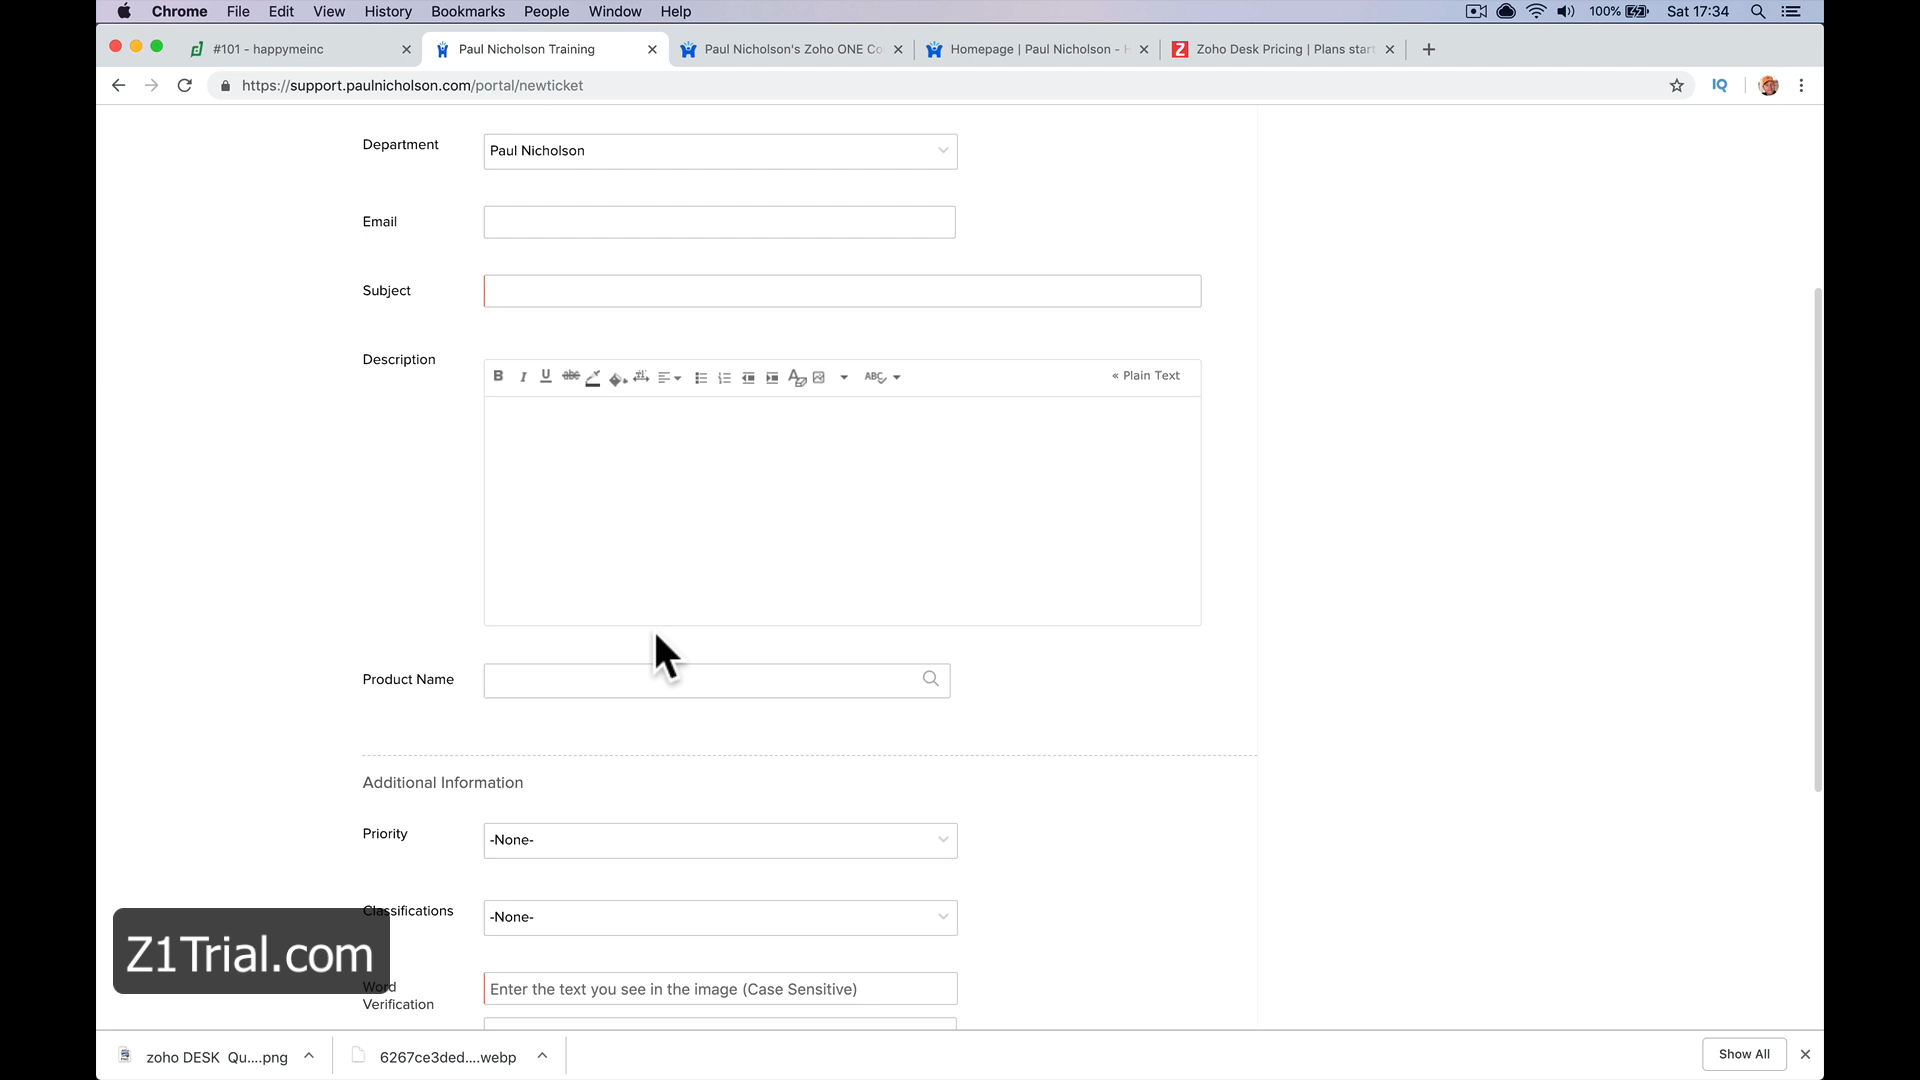 Chrome File Edit View History Bookmarks People Window Help 100% Sat 17:34
#101 - happymeinc Paul Nicholson Training Paul Nicholson's Zoho ONE Co Homepage | Paul Nicholson - H Zoho Desk Pricing | Plans start
https://support.paulnicholson.com/portal/newticket IQ
Department Paul Nicholson
Email
Subject
Description
B I U abc ABC « Plain Text
Product Name
Additional Information
Priority -None-
Classifications -None-
Z1Trial.com
Word
Verification
Enter the text you see in the image (Case Sensitive)
zoho DESK Qu....png 6267ce3ded....webp Show All